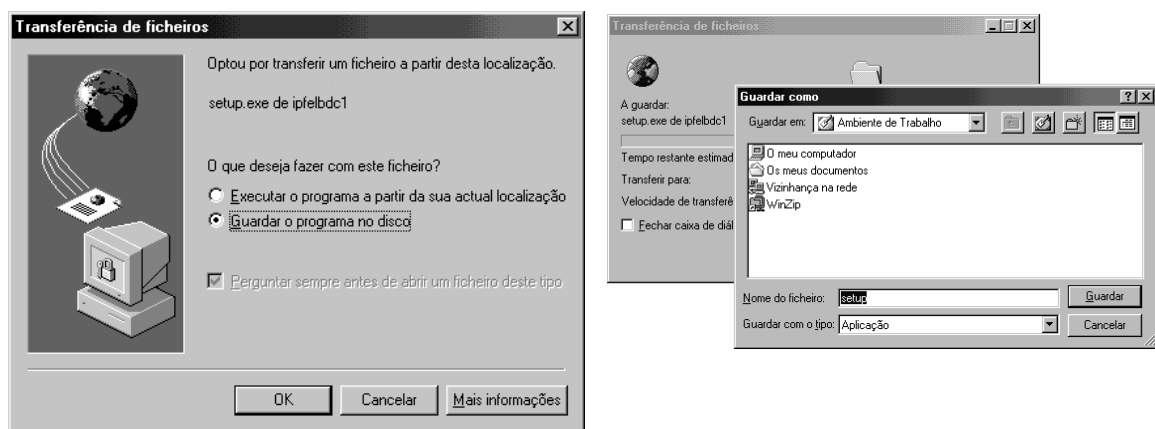 Transferência de ficheiros
Optou por transferir um ficheiro a partir desta localização.
setup.exe de ipfelbdc1
O que deseja fazer com este ficheiro?
Executar o programa a partir da sua actual localização
Guardar o programa no disco
Perguntar sempre antes de abrir um ficheiro deste tipo
OK Cancelar Mais informações
Transferência de ficheiros
A guardar:
setup.exe de ipfelbdc1
Tempo restante estimad
Transferir para:
Velocidade de transferê
Fechar caixa de diál
Guardar como
Guardar em: Ambiente de Trabalho
O meu computador
Os meus documentos
Vizinhança na rede
WinZip
Nome do ficheiro: setup Guardar
Guardar com o tipo: Aplicação Cancelar